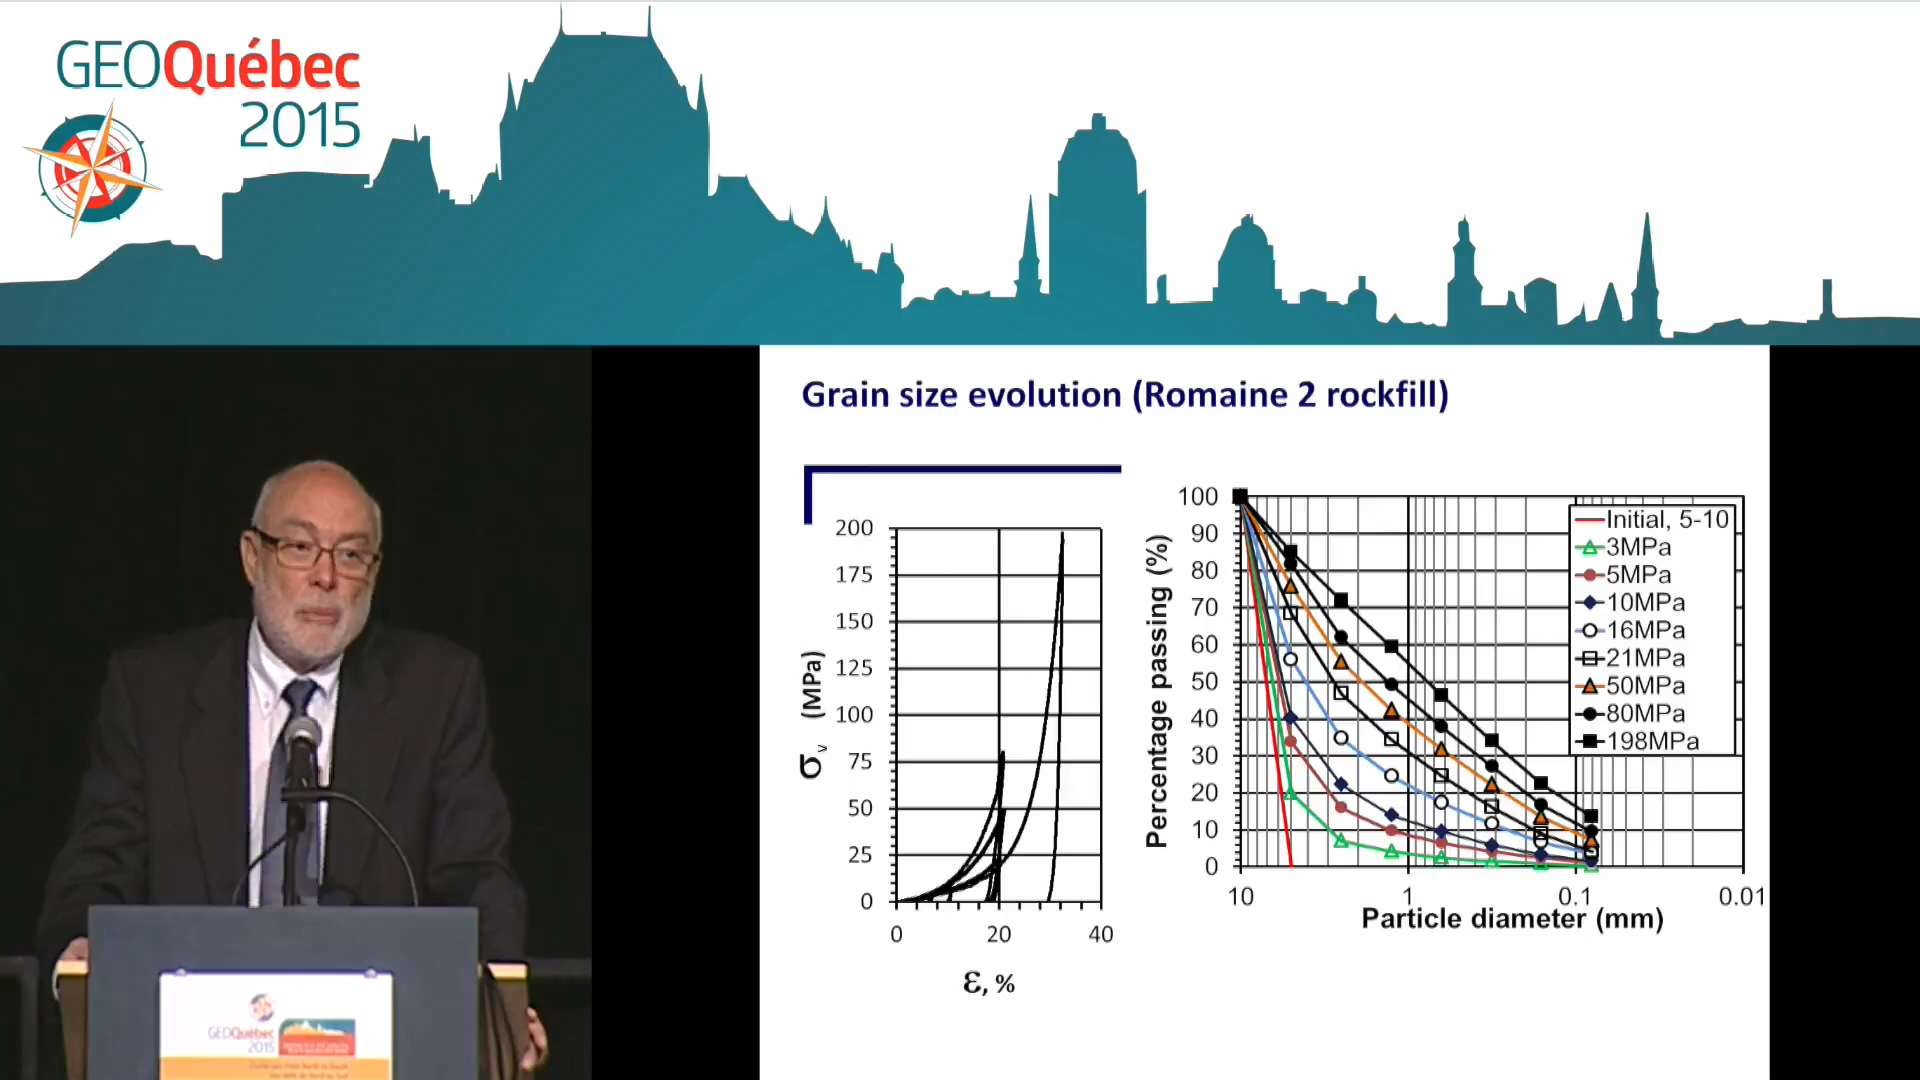 GEOQuébec
2015
Grain size evolution (Romaine 2 rockfill)
200
175
150
125
100
75
50
25
0
σv (MPa)
0 20 40
ε, %
100
90
80
70
60
50
40
30
20
10
0
Percentage passing (%)
10 1 0.1 0.01
Particle diameter (mm)
Initial, 5-10
3MPa
5MPa
10MPa
16MPa
21MPa
50MPa
80MPa
198MPa
GEOQuébec
2015